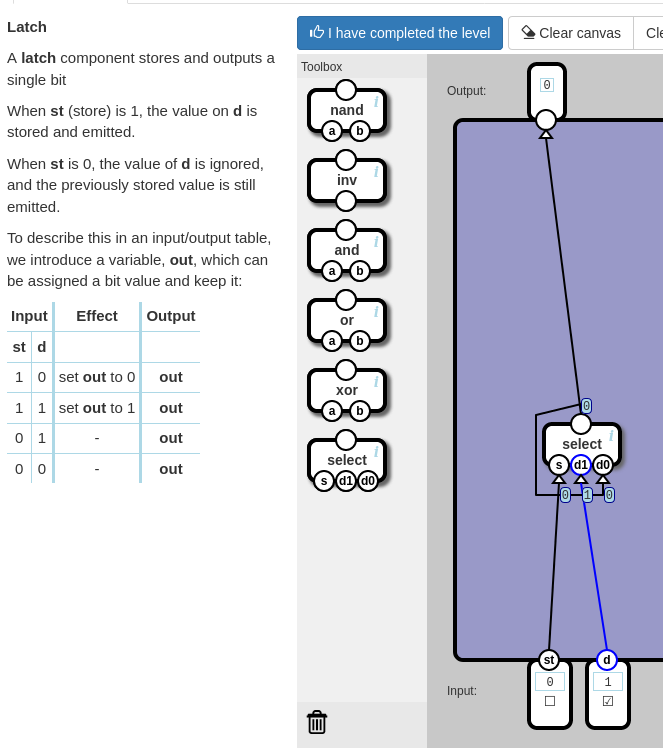 Latch
A latch component stores and outputs a
single bit
When st (store) is 1, the value on d is
stored and emitted.
When st is 0, the value of d is ignored,
and the previously stored value is still
emitted.
To describe this in an input/output table,
we introduce a variable, out, which can
be assigned a bit value and keep it:
Input Effect Output
st d
1 0 set out to 0 out
1 1 set out to 1 out
0 1 - out
0 0 - out
I have completed the level
Clear canvas
Cle
Toolbox
i
nand
a b
i
inv
i
and
a b
i
or
a b
i
xor
a b
i
select
s d1 d0
Output:
0
0
i
select
s d1 d0
0 1 0
st d
Input:
0 1